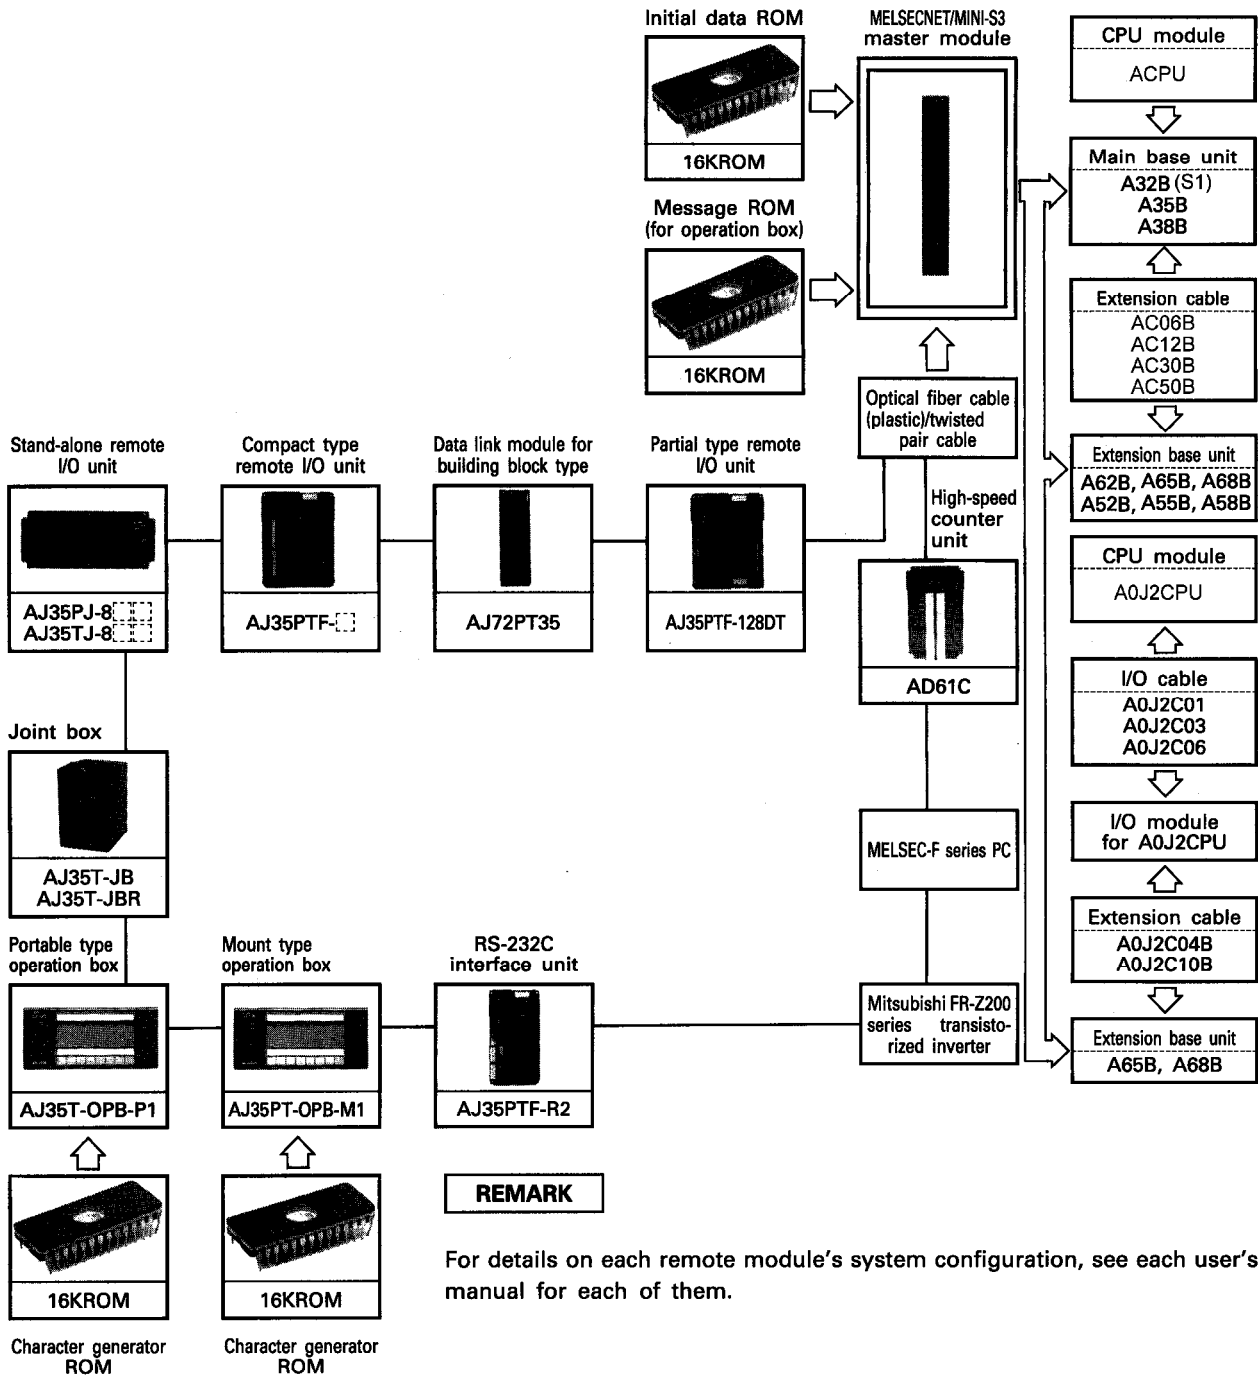 Initial data ROM
16KROM
Message ROM
(for operation box)
16KROM
MELSECNET/MINI-S3
master module
CPU module
ACPU
Main base unit
A32B (S1)
A35B
A38B
Extension cable
AC06B
AC12B
AC30B
AC50B
Extension base unit
A62B, A65B, A68B
A52B, A55B, A58B
CPU module
A0J2CPU
I/O cable
A0J2C01
A0J2C03
A0J2C06
I/O module
for A0J2CPU
Extension cable
A0J2C04B
A0J2C10B
Extension base unit
A65B, A68B
Optical fiber cable
(plastic)/twisted
pair cable
Stand-alone remote
I/O unit
AJ35PJ-8
AJ35TJ-8
Compact type
remote I/O unit
AJ35PTF-
Data link module for
building block type
AJ72PT35
Partial type remote
I/O unit
AJ35PTF-128DT
High-speed
counter
unit
AD61C
Joint box
AJ35T-JB
AJ35T-JBR
MELSEC-F series PC
Portable type
operation box
AJ35T-OPB-P1
Mount type
operation box
AJ35PT-OPB-M1
RS-232C
interface unit
AJ35PTF-R2
Mitsubishi FR-Z200
series transisto-
rized inverter
16KROM
Character generator
ROM
16KROM
Character generator
ROM
REMARK
For details on each remote module's system configuration, see each user's
manual for each of them.